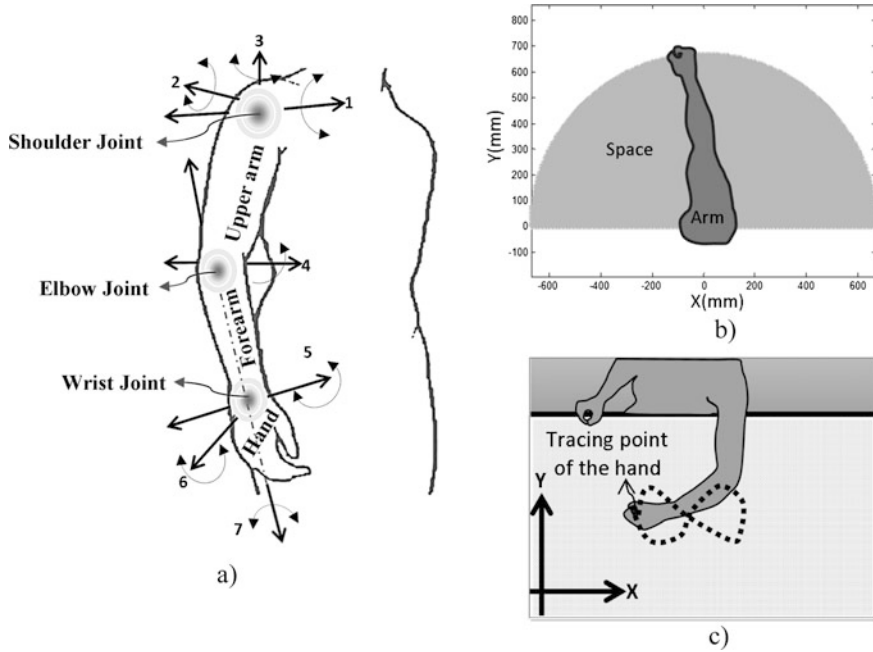 3
2
1
Shoulder Joint
Upper arm
4
Elbow Joint
Forearm
5
Wrist Joint
Hand
6
7
a)
800
700
600
500
400
300
200
100
0
-100
Y(mm)
Space
Arm
-600
-400
-200
0
200
400
600
X(mm)
b)
Tracing point
of the hand
Y
X
c)